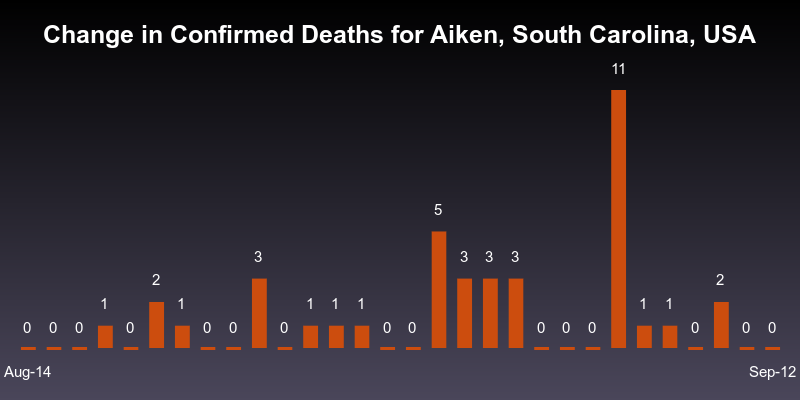 Change in Confirmed Deaths for Aiken, South Carolina, USA
11
5
3 3 3 3
2 2
1 1 1 1 1 1 1
0 0 0 0 0 0 0 0 0 0 0 0 0 0 0
Aug-14 Sep-12